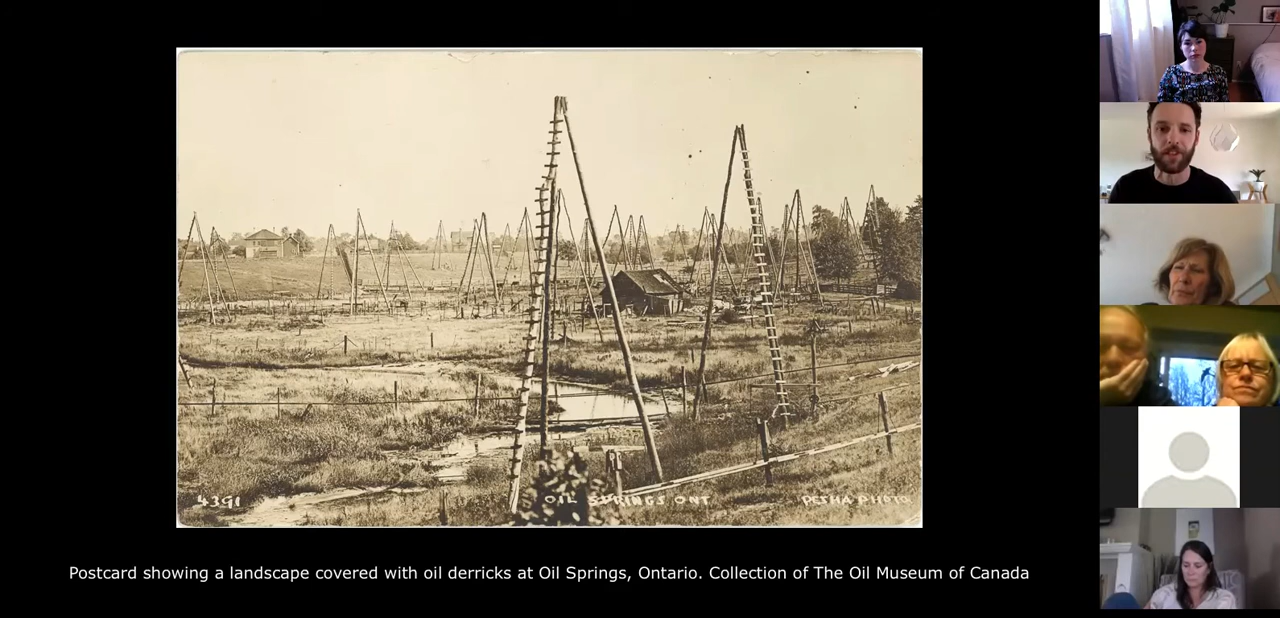 4391
OIL SPRINGS ONT
PESHA PHOTO
Postcard showing a landscape covered with oil derricks at Oil Springs, Ontario. Collection of The Oil Museum of Canada